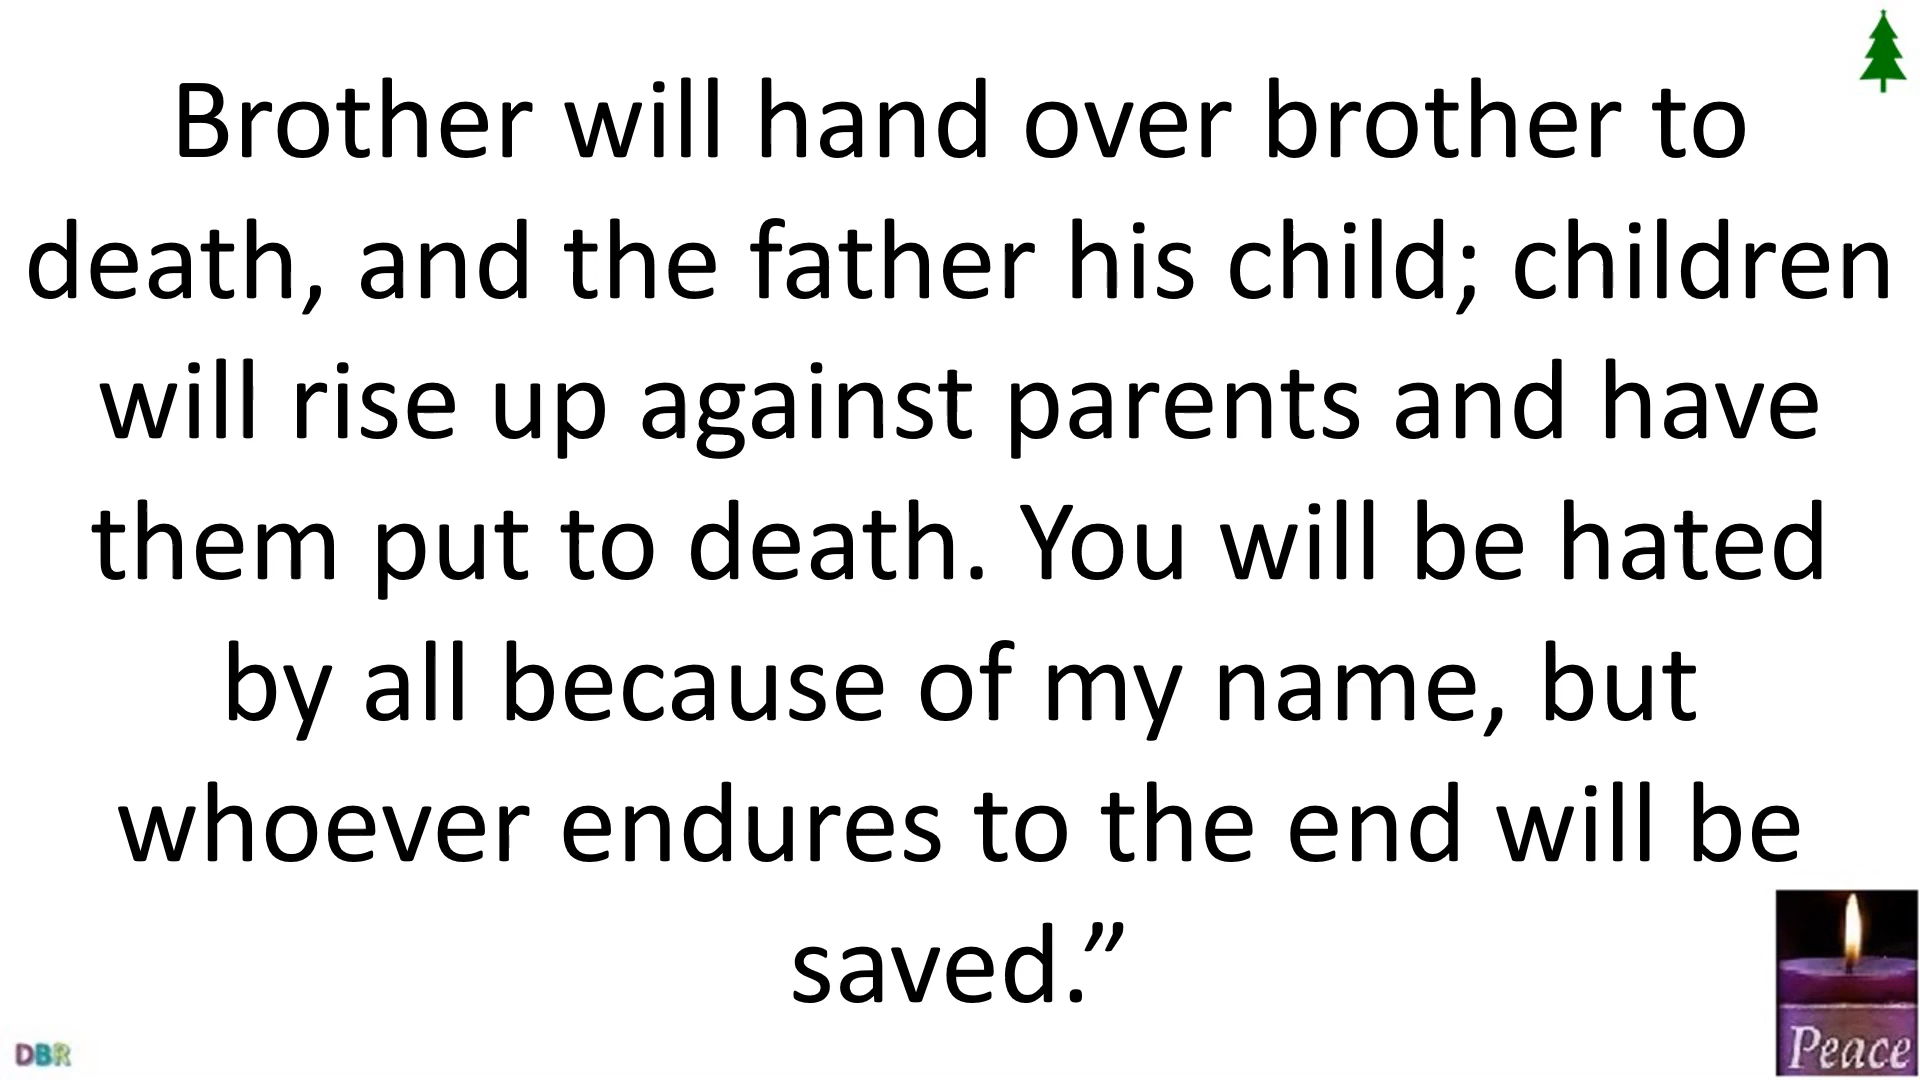 Brother will hand over brother to
death, and the father his child; children
will rise up against parents and have
them put to death. You will be hated
by all because of my name, but
whoever endures to the end will be
saved.”
DBR
Peace